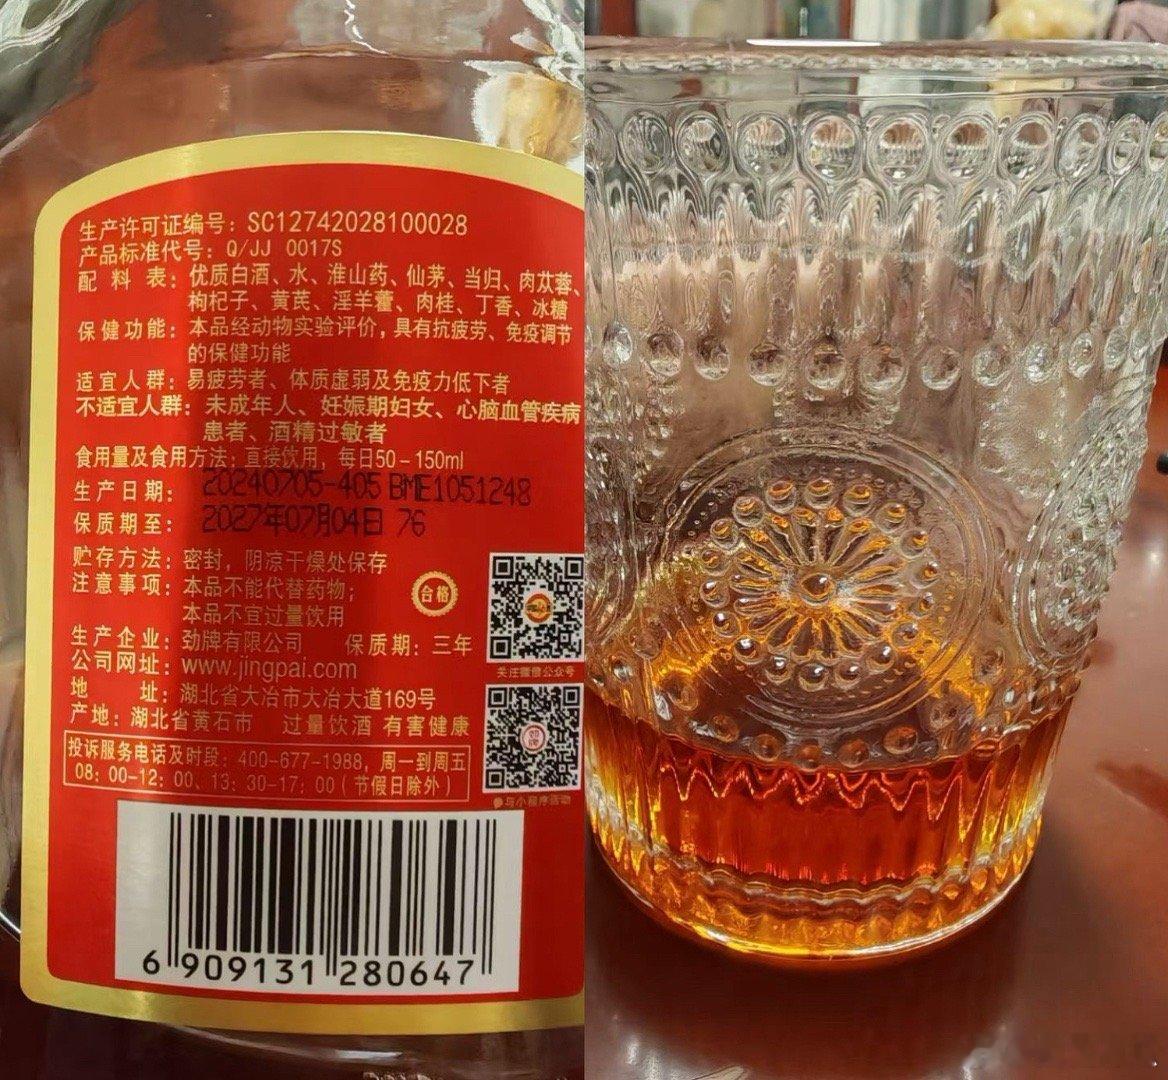 生产许可证编号：SC12742028100028
产品标准代号：Q/JJ 0017S
配料表：优质白酒、水、淮山药、仙茅、当归、肉苁蓉、
枸杞子、黄芪、淫羊藿、肉桂、丁香、冰糖
保健功能：本品经动物实验评价，具有抗疲劳、免疫调节
的保健功能
适宜人群：易疲劳者、体质虚弱及免疫力低下者
不适宜人群：未成年人、妊娠期妇女、心脑血管疾病
患者、酒精过敏者
食用量及食用方法：直接饮用，每日50-150ml
生产日期：20240705-405 BME1051248
保质期至：2027年07月04日 76
贮存方法：密封，阴凉干燥处保存
注意事项：本品不能代替药物；
本品不宜过量饮用
合格
生产企业：劲牌有限公司 保质期：三年
公司网址：www.jingpai.com
关注微信公众号
地址：湖北省大冶市大冶大道169号
产地：湖北省黄石市 过量饮酒 有害健康
投诉服务电话及时段：400-677-1988，周一到周五
08：00-12：00、13：30-17：00（节假日除外）
与小程序活动
6 909131 280647